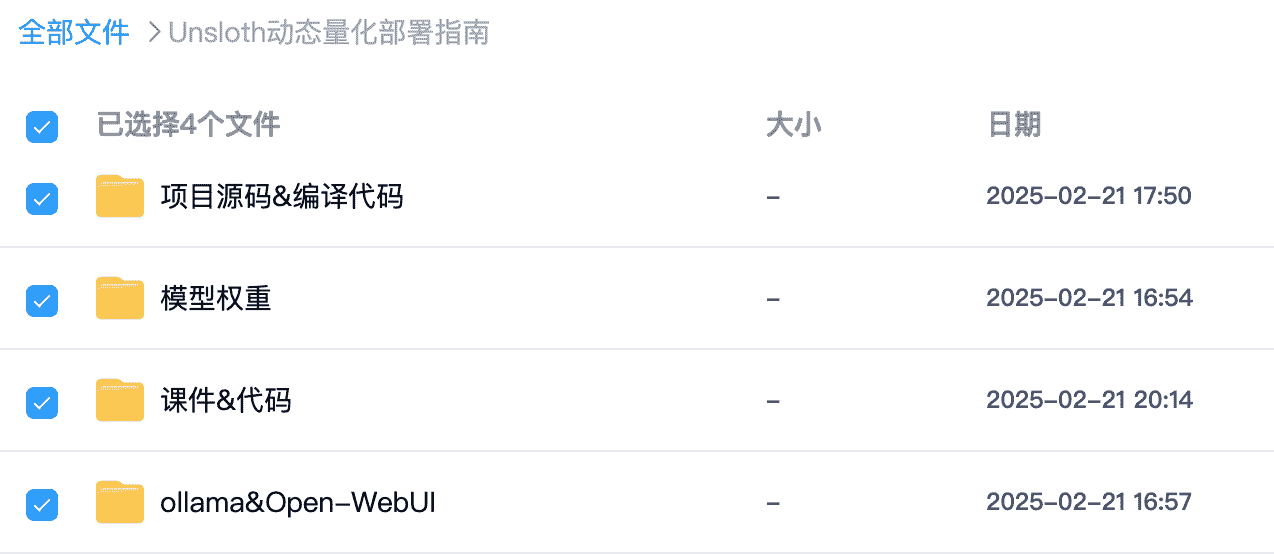 全部文件 > Unsloth动态量化部署指南
已选择4个文件 大小 日期
项目源码&编译代码 – 2025–02–21 17:50
模型权重 – 2025–02–21 16:54
课件&代码 – 2025–02–21 20:14
ollama&Open–WebUI – 2025–02–21 16:57